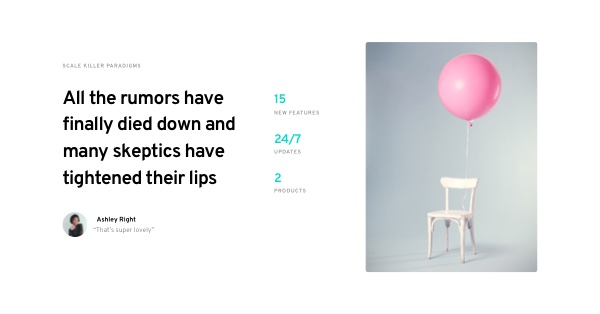 SCALE KILLER PARADIGMS
All the rumors have
finally died down and
many skeptics have
tightened their lips
Ashley Right
“That’s super lovely”
15
NEW FEATURES
24/7
UPDATES
2
PRODUCTS